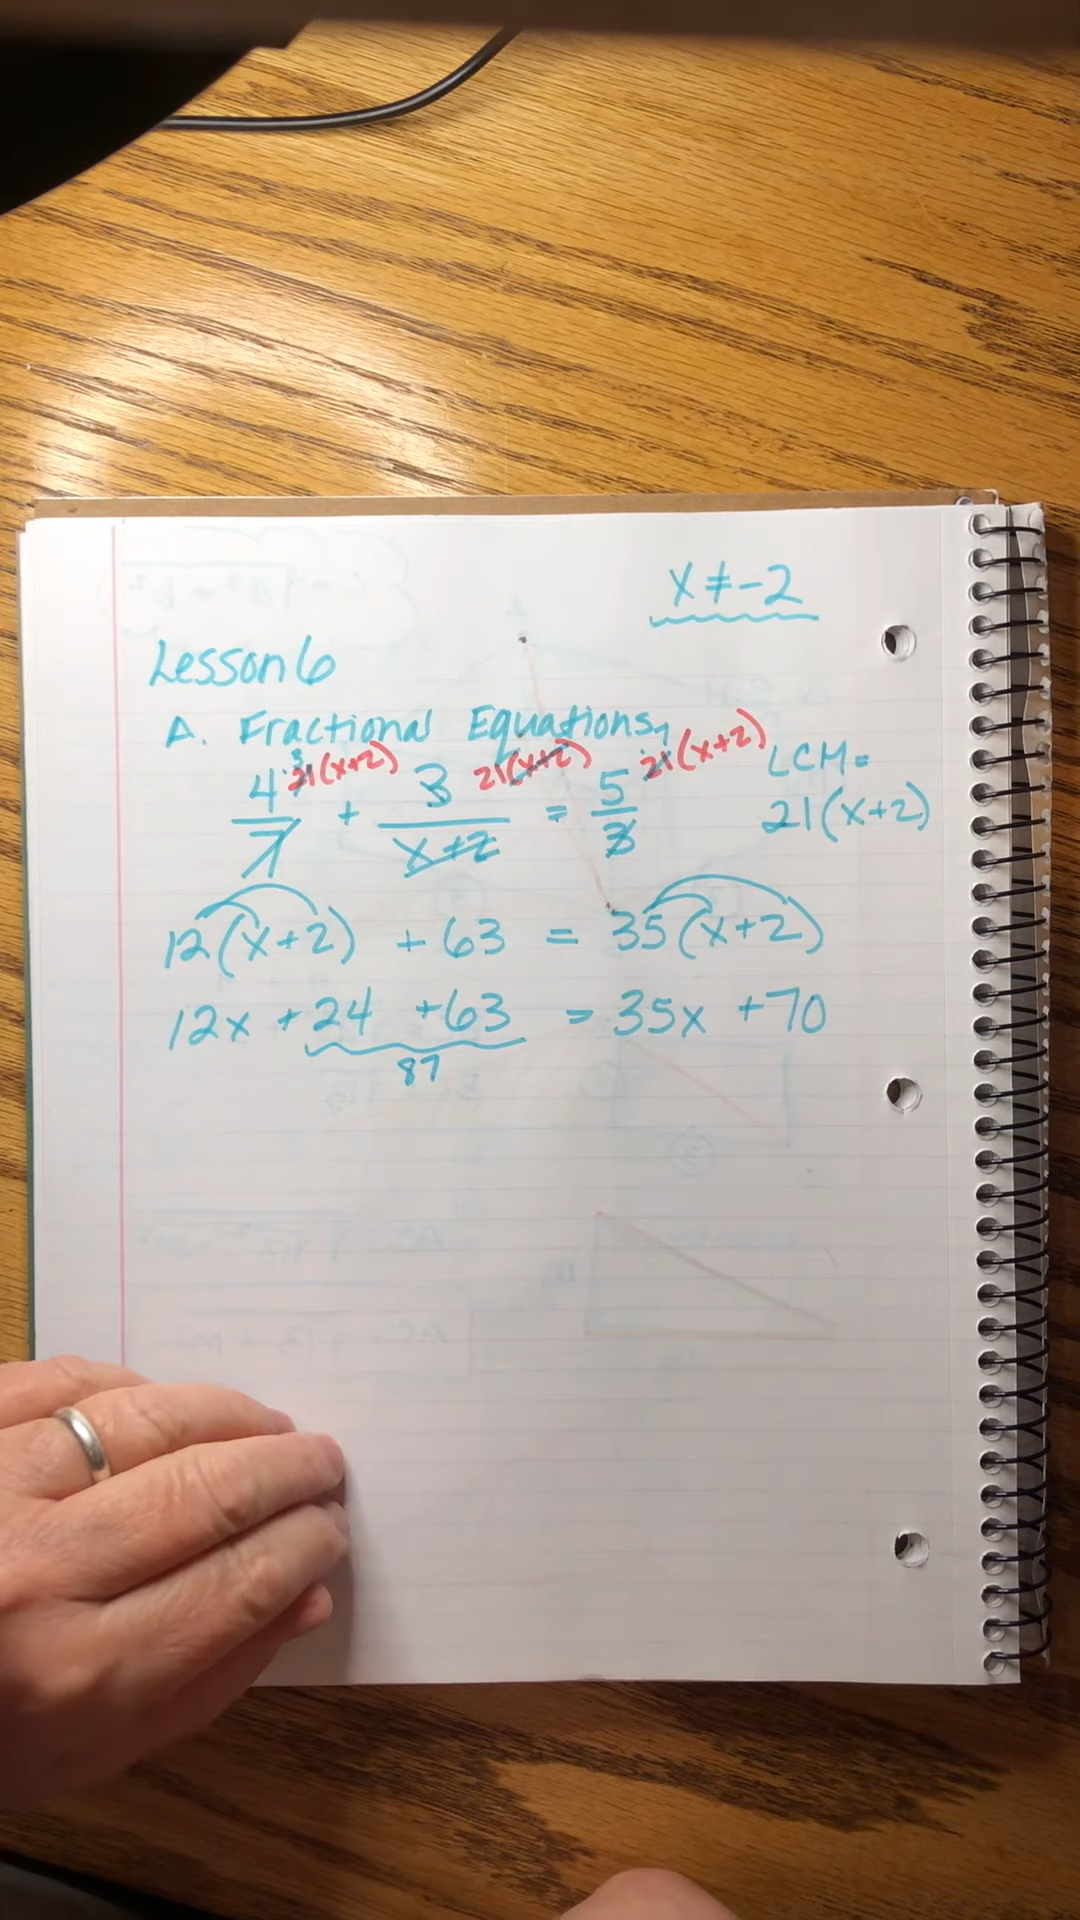 x ≠ -2
Lesson 6
A. Fractional Equations
3 21(x+2) 21(x+2) 21(x+2) LCM=
4/7 + 3/x+2 = 5/3 21(x+2)
12(x+2) + 63 = 35(x+2)
12x + 24 +63 = 35x +70
87